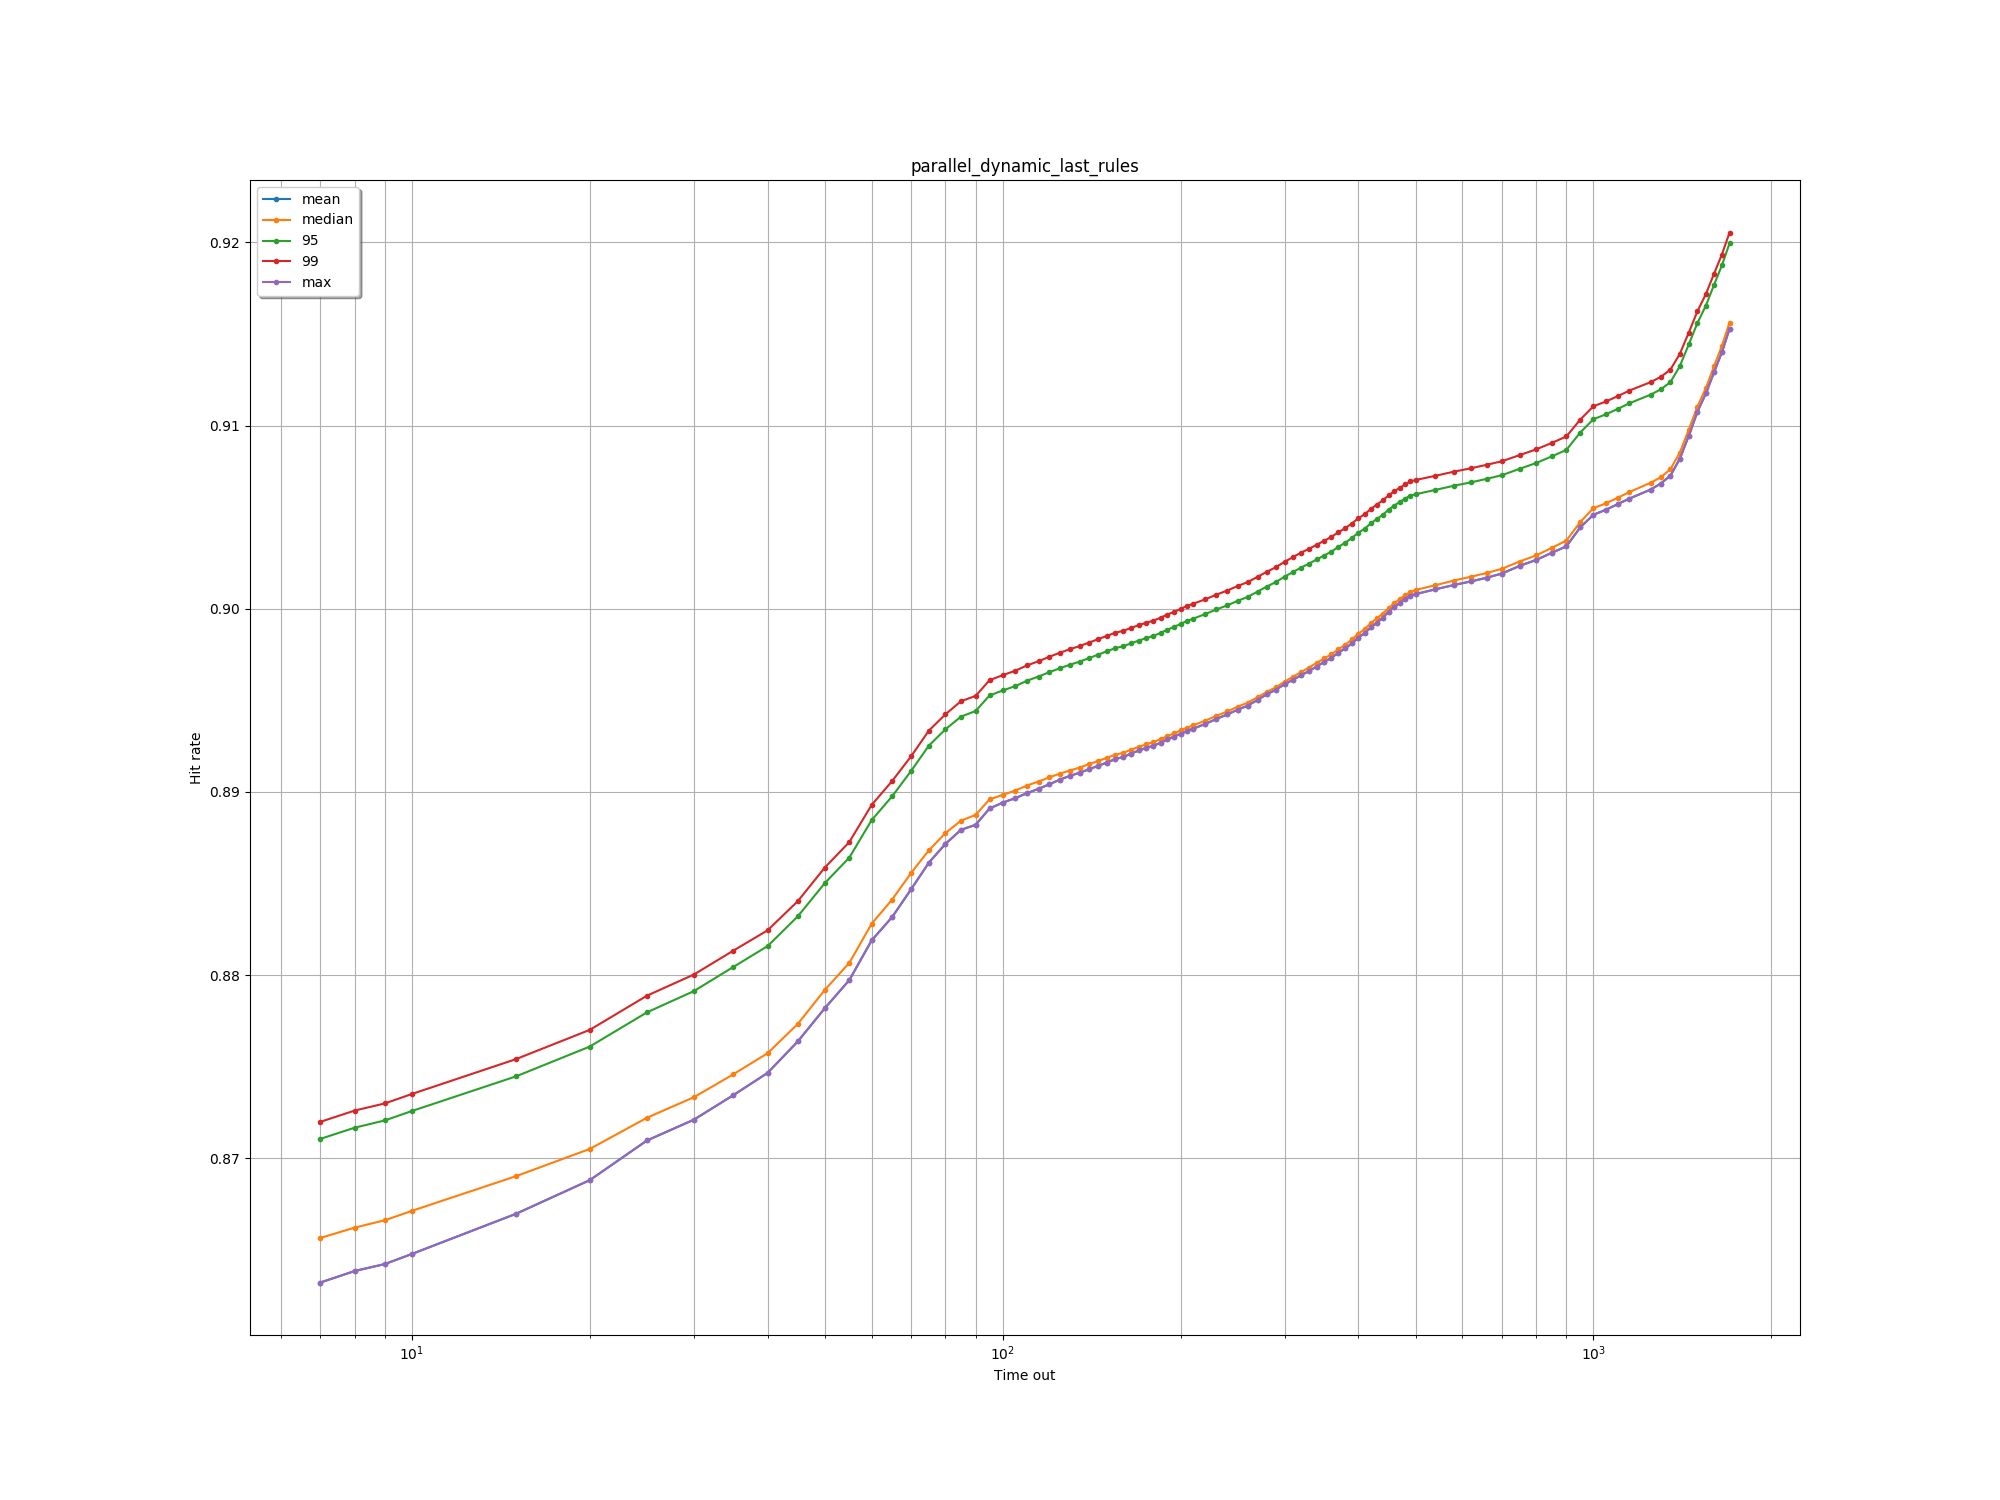 parallel_dynamic_last_rules
mean
median
95
99
max
0.92
0.91
0.90
0.89
0.88
0.87
Hit rate
10¹
10²
10³
Time out